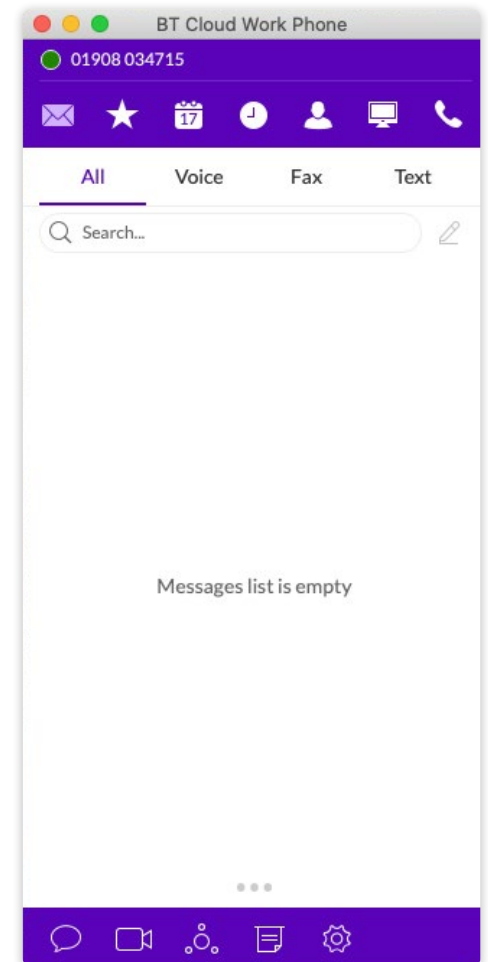 BT Cloud Work Phone
01908 034715
17
All Voice Fax Text
Search...
Messages list is empty